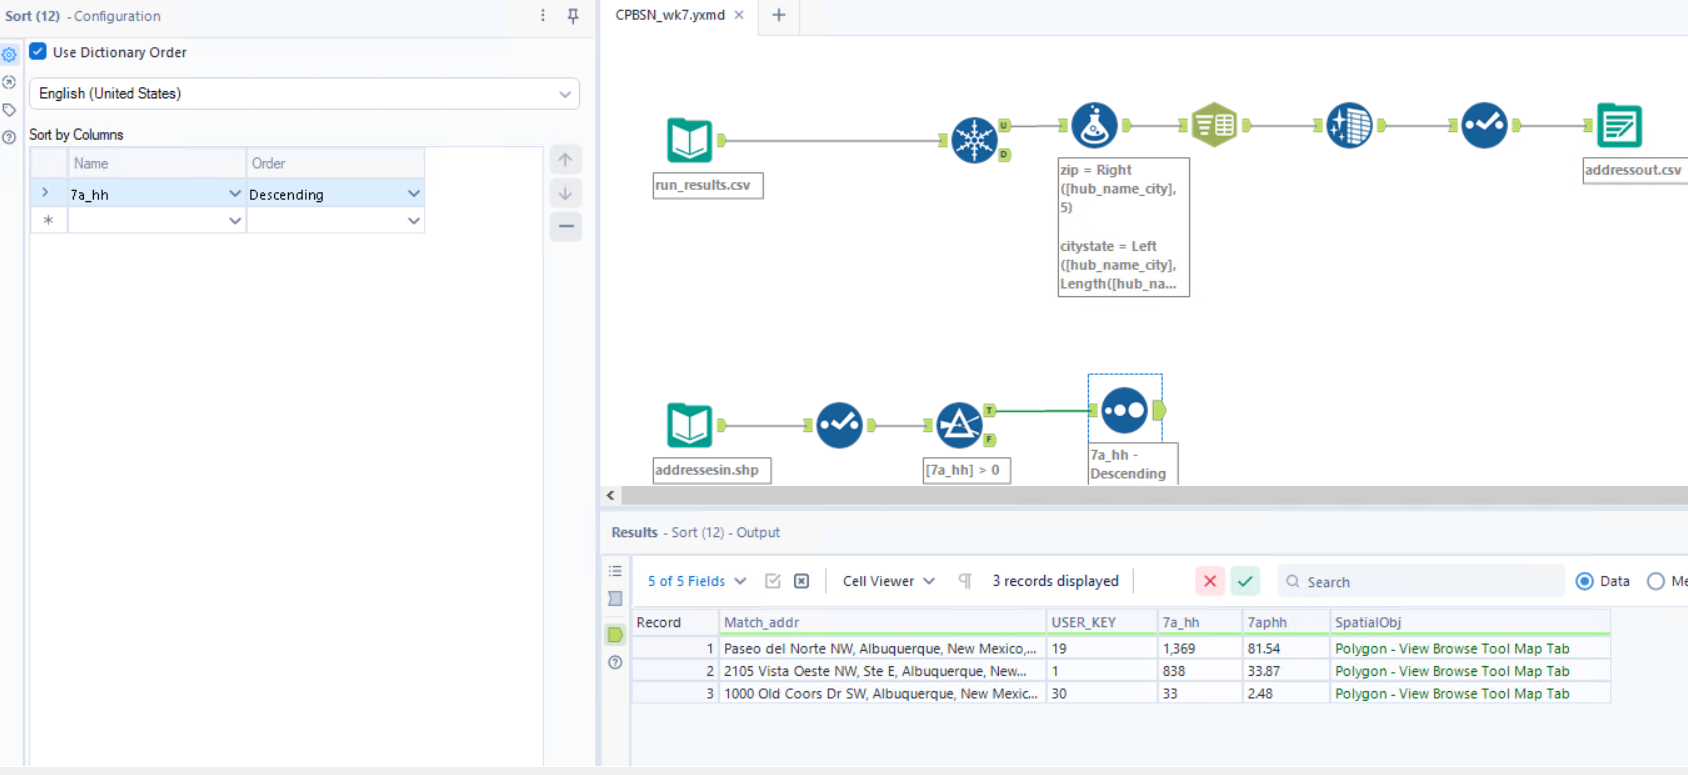 Sort (12) - Configuration
Use Dictionary Order
English (United States)
Sort by Columns
Name Order
7a_hh Descending
*
CPBSN_wk7.yxmd
run_results.csv
U
D
zip = Right
([hub_name_city],
5)
citystate = Left
([hub_name_city],
Length([hub_na...
addressout.csv
addressesin.shp
T
F
[7a_hh] > 0
7a_hh -
Descending
Results - Sort (12) - Output
5 of 5 Fields Cell Viewer 3 records displayed Search Data Me
Record Match_addr USER_KEY 7a_hh 7aphh SpatialObj
1 Paseo del Norte NW, Albuquerque, New Mexico,... 19 1,369 81.54 Polygon - View Browse Tool Map Tab
2 2105 Vista Oeste NW, Ste E, Albuquerque, New... 1 838 33.87 Polygon - View Browse Tool Map Tab
3 1000 Old Coors Dr SW, Albuquerque, New Mexic... 30 33 2.48 Polygon - View Browse Tool Map Tab